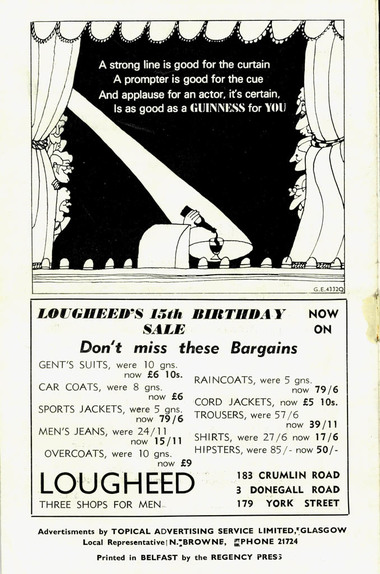 A strong line is good for the curtain
A prompter is good for the cue
And applause for an actor, it's certain,
Is as good as a GUINNESS for YOU
G.E.4332Q
LOUGHEED'S 15th BIRTHDAY
SALE
NOW
ON
Don't miss these Bargains
GENT'S SUITS, were 10 gns.
now £6 10s.
CAR COATS, were 8 gns.
now £6
SPORTS JACKETS, were 5 gns.
now 79/6
MEN'S JEANS, were 24/11
now 15/11
OVERCOATS, were 10 gns.
now £9
RAINCOATS, were 5 gns.
now 79/6
CORD JACKETS, now £5 10s.
TROUSERS, were 57/6
now 39/11
SHIRTS, were 27/6 now 17/6
HIPSTERS, were 85/- now 50/-
LOUGHEED
THREE SHOPS FOR MEN
183 CRUMLIN ROAD
3 DONEGALL ROAD
179 YORK STREET
Advertisments by TOPICAL ADVERTISING SERVICE LIMITED, GLASGOW
Local Representative: N. BROWNE, PHONE 21724
Printed in BELFAST by the REGENCY PRESS